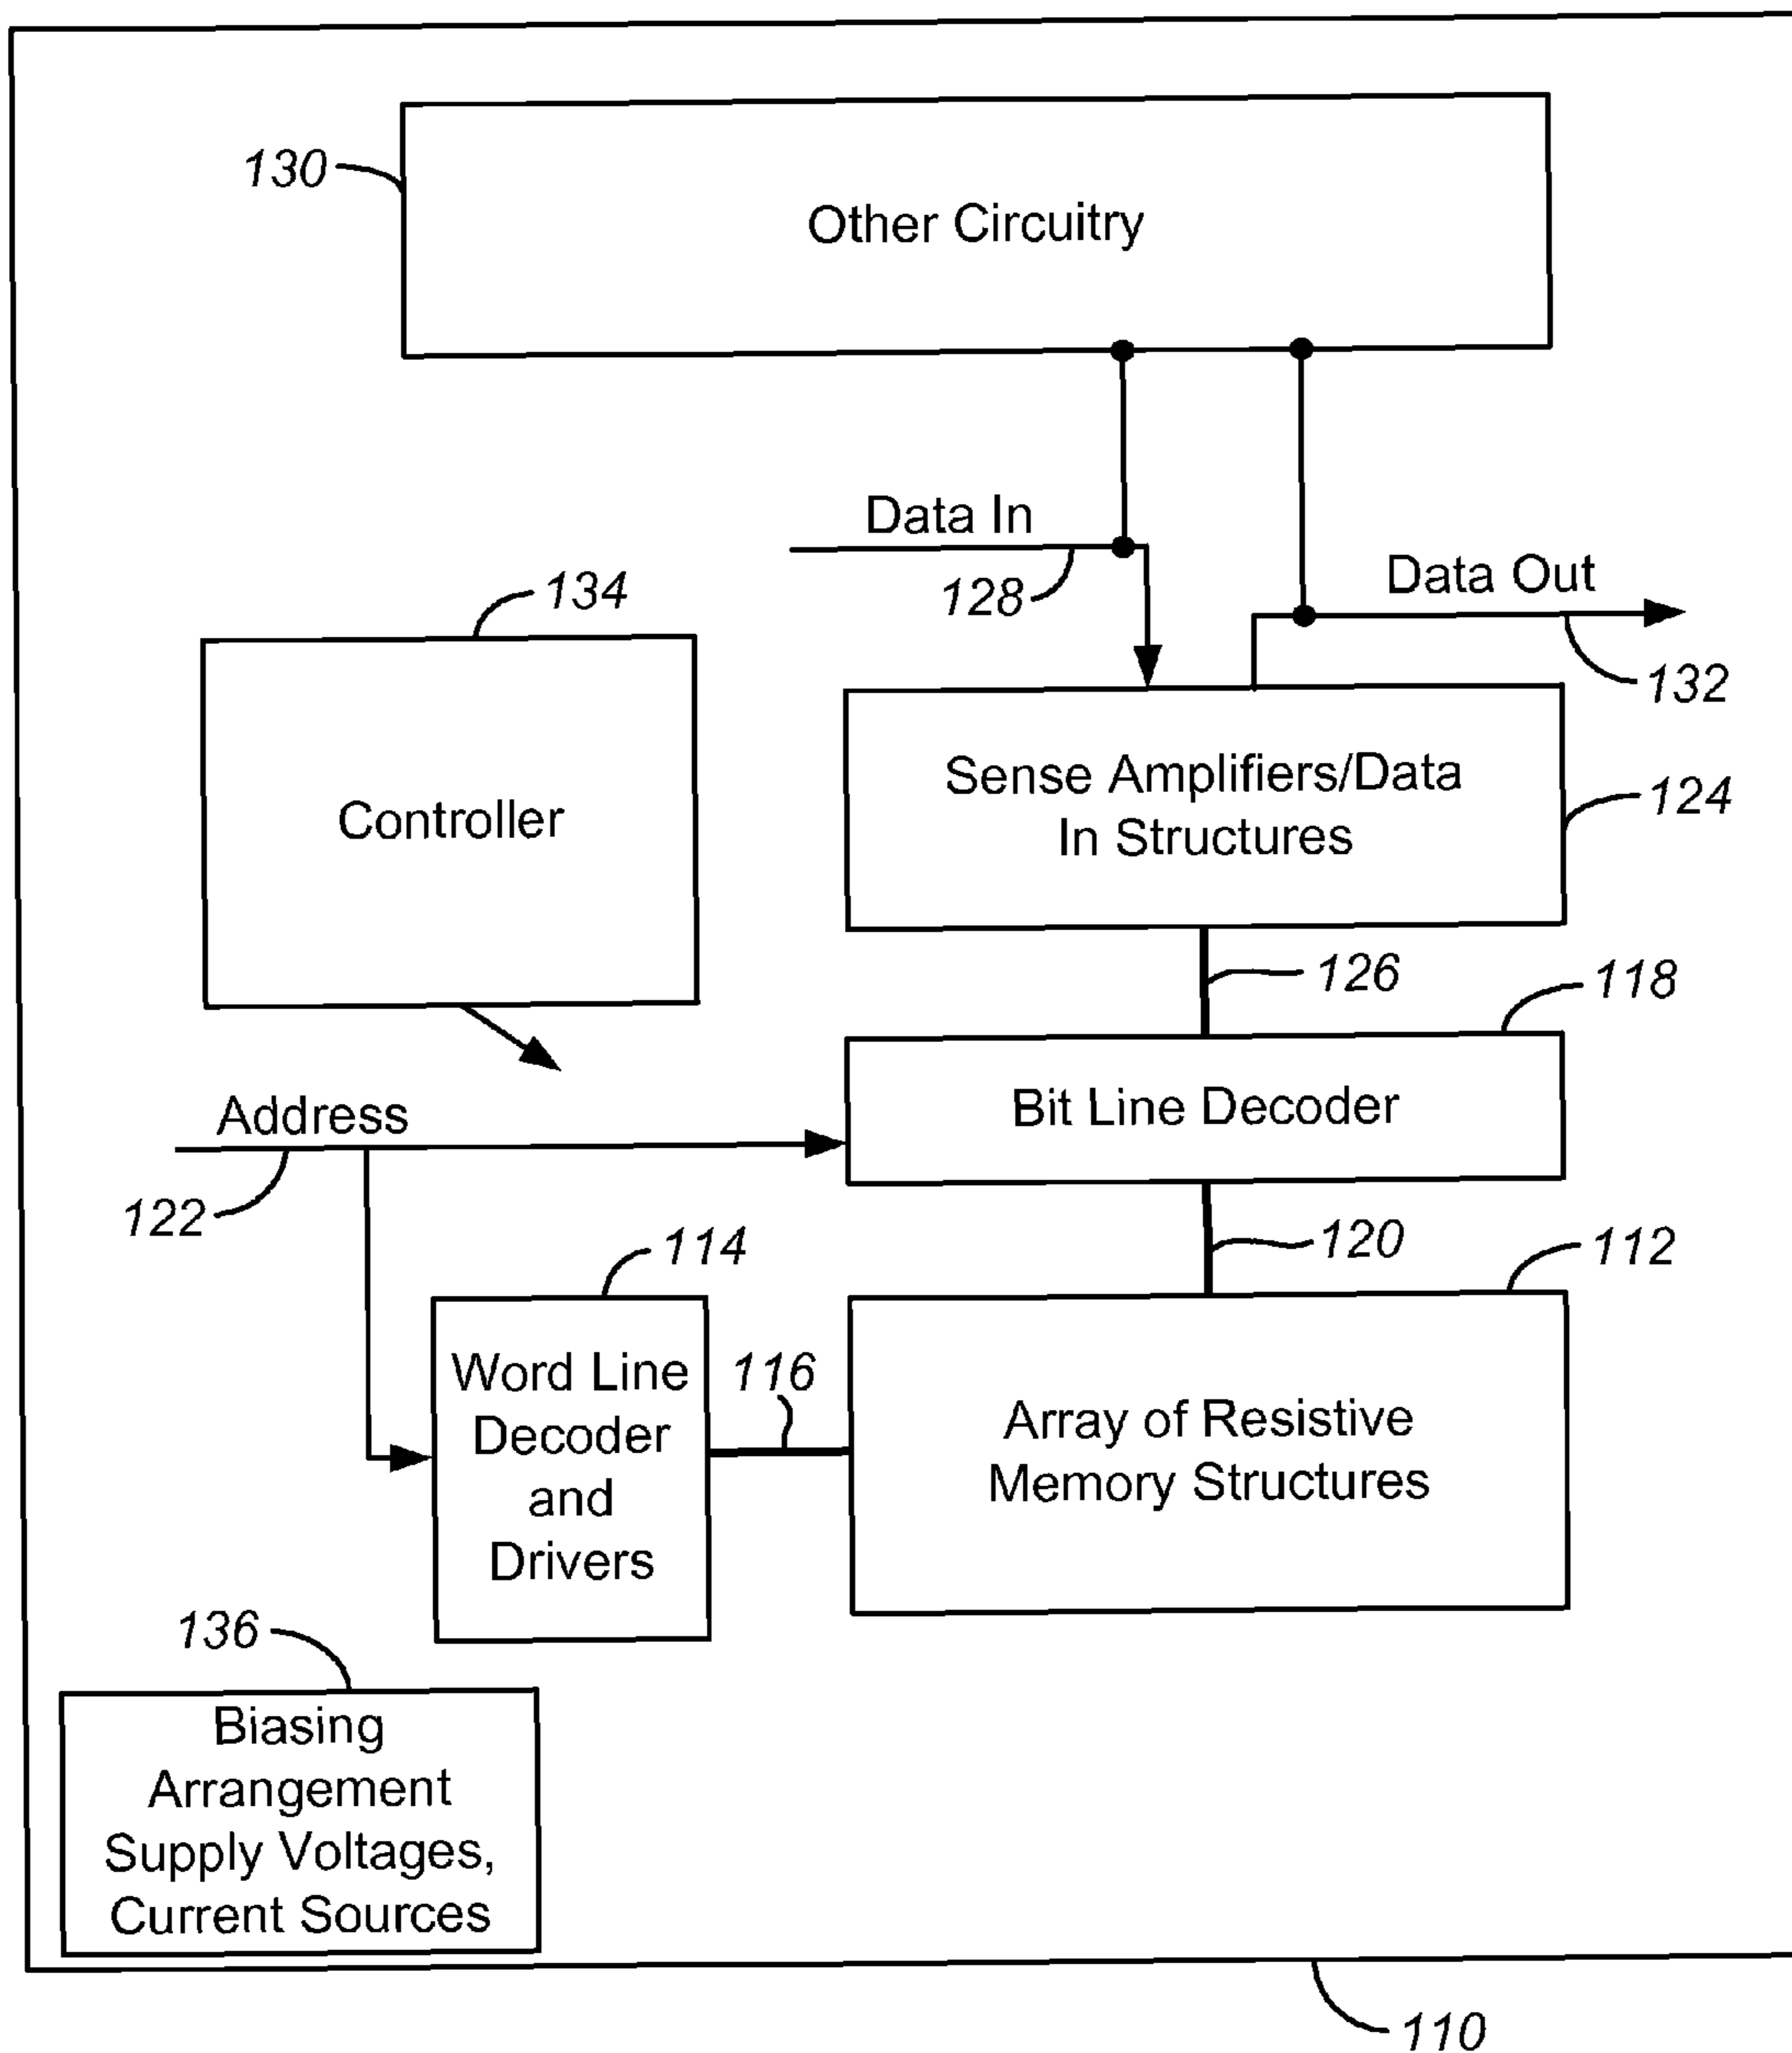 130
Other Circuitry
Data In
128
Data Out
132
134
Controller
Sense Amplifiers/Data
In Structures
124
126
118
Bit Line Decoder
Address
122
120
112
114
Word Line
Decoder
and
Drivers
116
Array of Resistive
Memory Structures
136
Biasing
Arrangement
Supply Voltages,
Current Sources
110